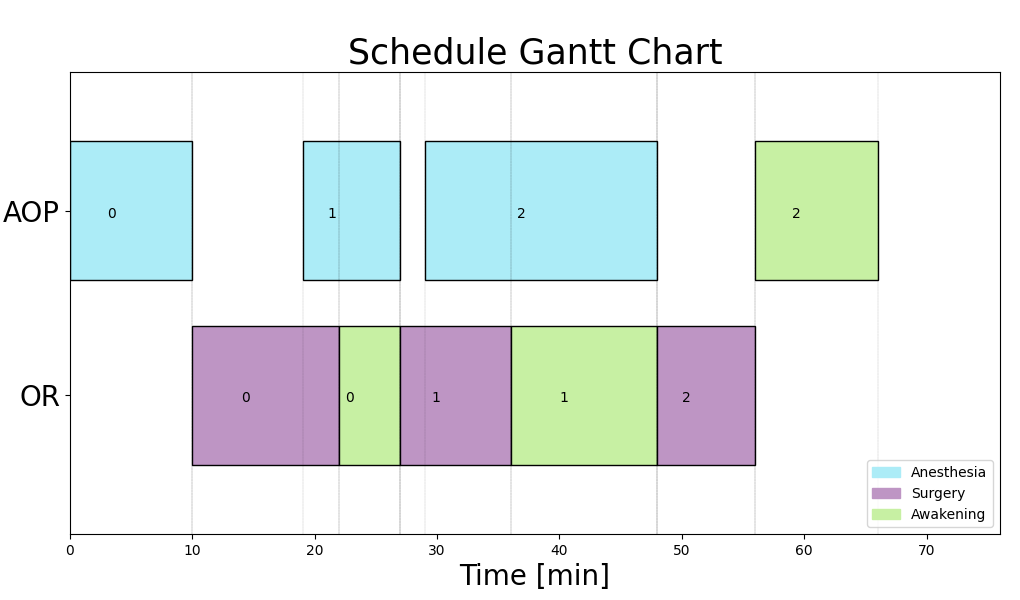 Schedule Gantt Chart
AOP
0
1
2
2
OR
0
0
1
1
2
Anesthesia
Surgery
Awakening
0 10 20 30 40 50 60 70
Time [min]